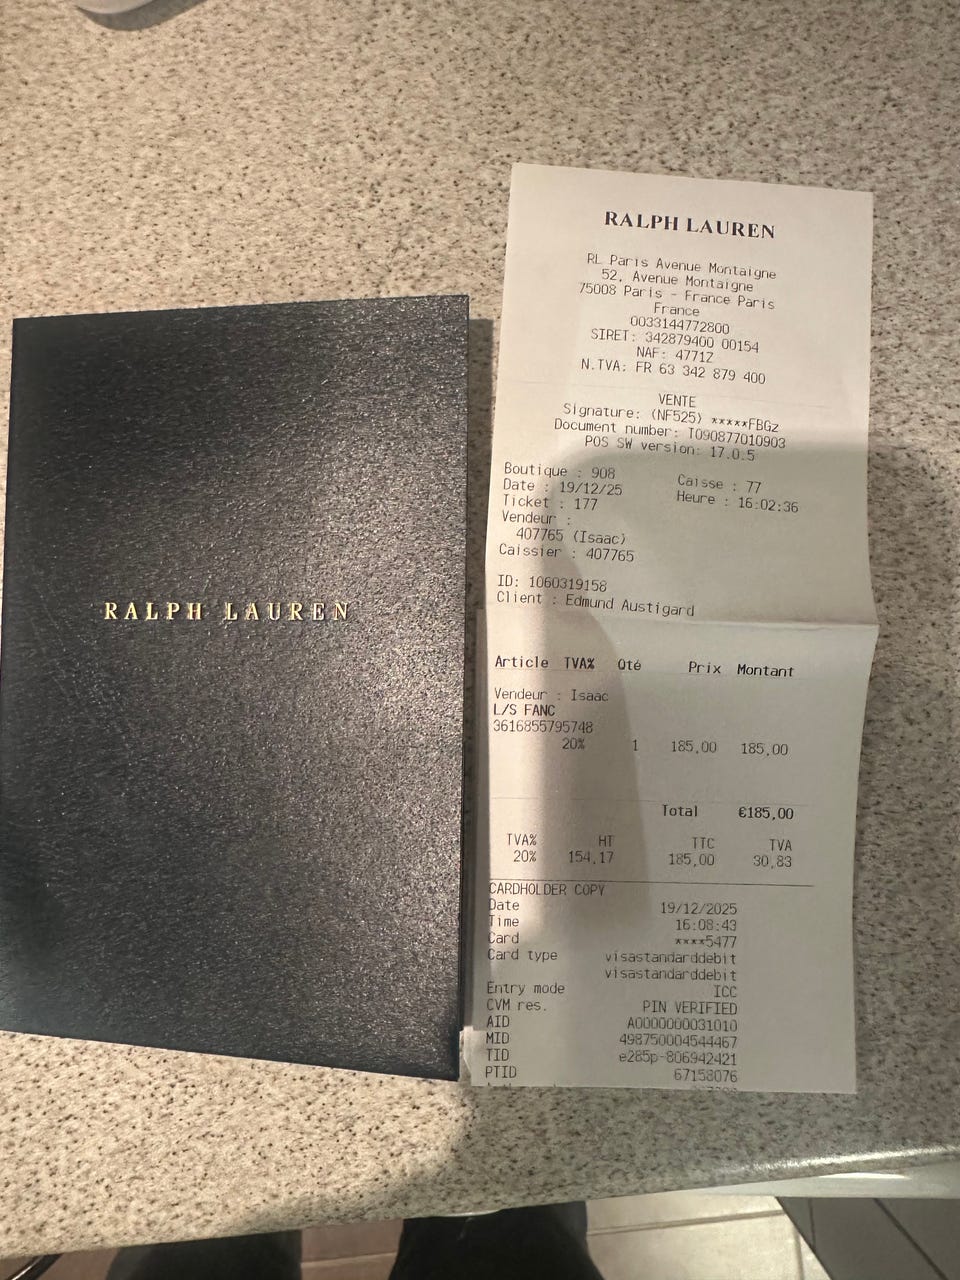 RALPH LAUREN
RALPH LAUREN
RL Paris Avenue Montaigne
52, Avenue Montaigne
75008 Paris - France Paris
France
0033144772800
SIRET: 342879400 00154
NAF: 4771Z
N.TVA: FR 63 342 879 400
VENTE
Signature: (NF525) *****FBGz
Document number: T090877010903
POS SW version: 17.0.5
Boutique : 908 Caisse : 77
Date : 19/12/25 Heure : 16:02:36
Ticket : 177
Vendeur :
407765 (Isaac)
Caissier : 407765
ID: 1060319158
Client : Edmund Austigard
Article TVA% Qté Prix Montant
Vendeur : Isaac
L/S FANC
3616855795748
20% 1 185,00 185,00
Total €185,00
TVA% HT TTC TVA
20% 154,17 185,00 30,83
CARDHOLDER COPY
Date 19/12/2025
Time 16:08:43
Card ****5477
Card type visastandarddebit
visastandarddebit
Entry mode ICC
CVM res. PIN VERIFIED
AID A0000000031010
MID 498750004544467
TID e285p-806942421
PTID 67158076